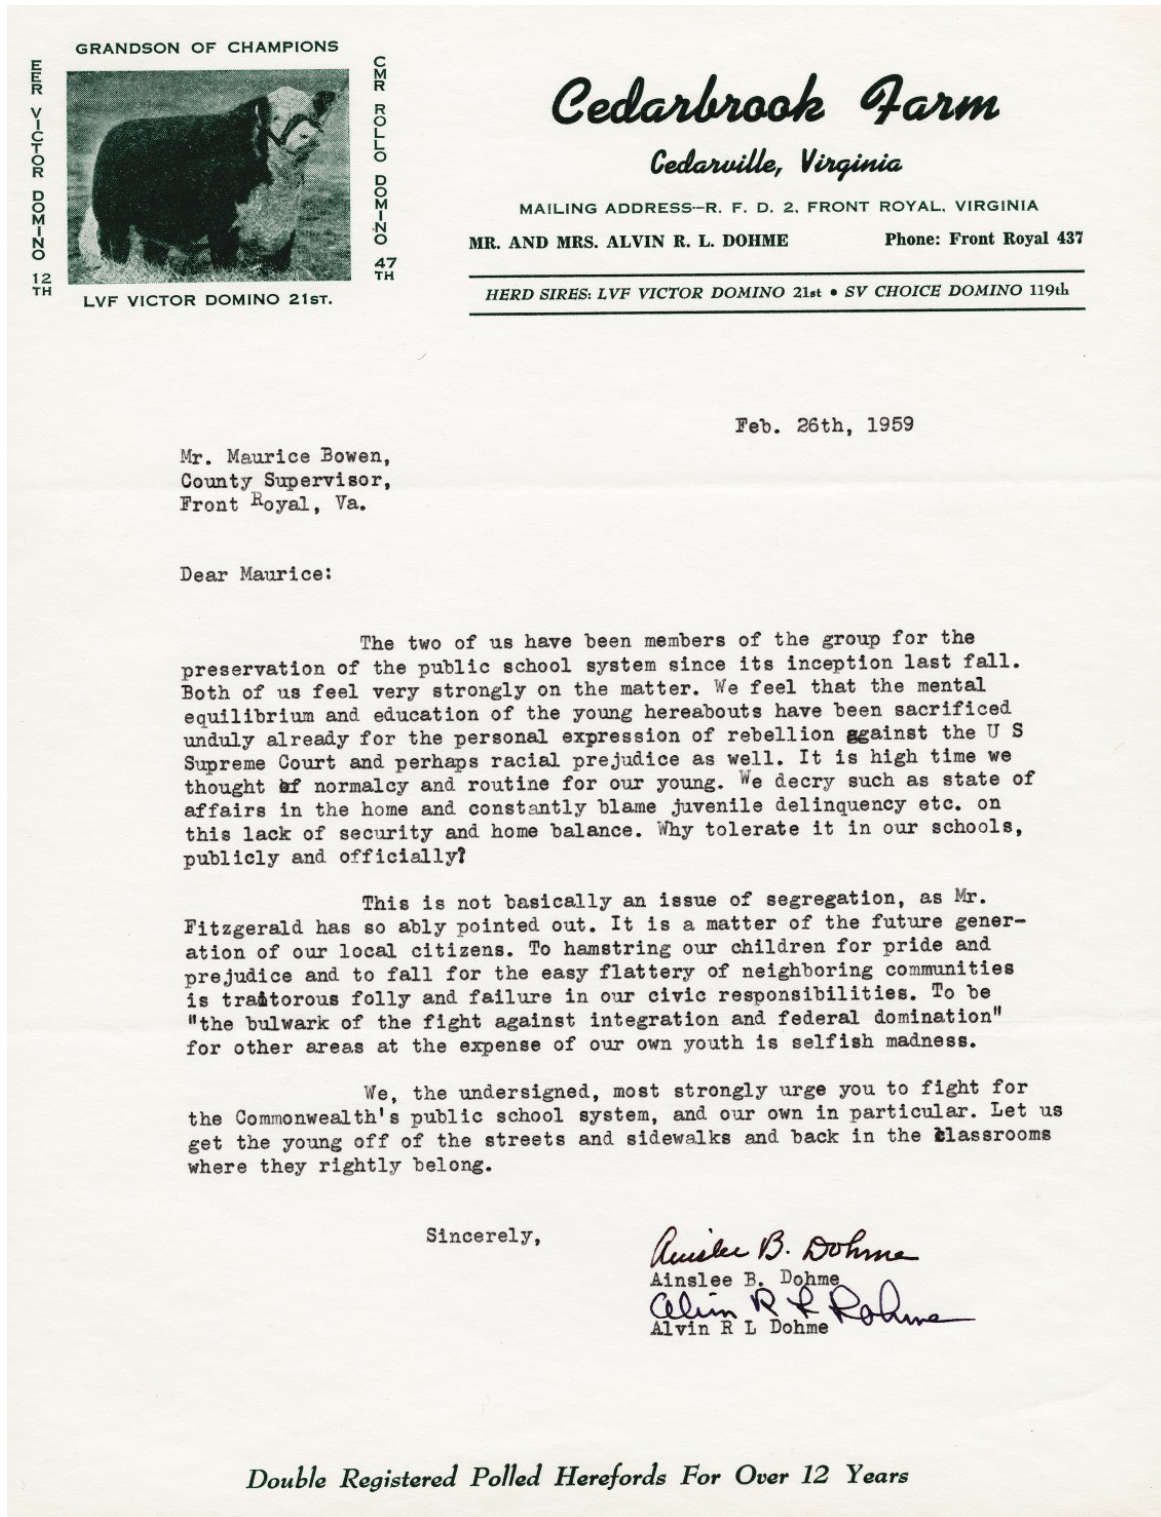 GRANDSON OF CHAMPIONS
EER VICTOR DOMINO 12TH
CMR ROLLO DOMINO 47TH
LVF VICTOR DOMINO 21ST.
Cedarbrook Farm
Cedarville, Virginia
MAILING ADDRESS—R. F. D. 2, FRONT ROYAL, VIRGINIA
MR. AND MRS. ALVIN R. L. DOHME Phone: Front Royal 437
HERD SIRES: LVF VICTOR DOMINO 21st • SV CHOICE DOMINO 119th
Feb. 26th, 1959
Mr. Maurice Bowen,
County Supervisor,
Front Royal, Va.
Dear Maurice:
The two of us have been members of the group for the
preservation of the public school system since its inception last fall.
Both of us feel very strongly on the matter. We feel that the mental
equilibrium and education of the young hereabouts have been sacrificed
unduly already for the personal expression of rebellion against the U S
Supreme Court and perhaps racial prejudice as well. It is high time we
thought of normalcy and routine for our young. We decry such as state of
affairs in the home and constantly blame juvenile delinquency etc. on
this lack of security and home balance. Why tolerate it in our schools,
publicly and officially?
This is not basically an issue of segregation, as Mr.
Fitzgerald has so ably pointed out. It is a matter of the future gener-
ation of our local citizens. To hamstring our children for pride and
prejudice and to fall for the easy flattery of neighboring communities
is traitorous folly and failure in our civic responsibilities. To be
"the bulwark of the fight against integration and federal domination"
for other areas at the expense of our own youth is selfish madness.
We, the undersigned, most strongly urge you to fight for
the Commonwealth's public school system, and our own in particular. Let us
get the young off of the streets and sidewalks and back in the classrooms
where they rightly belong.
Sincerely,
Ainslee B. Dohme
Ainslee B. Dohme
Alvin R L Dohme
Alvin R L Dohme
Double Registered Polled Herefords For Over 12 Years